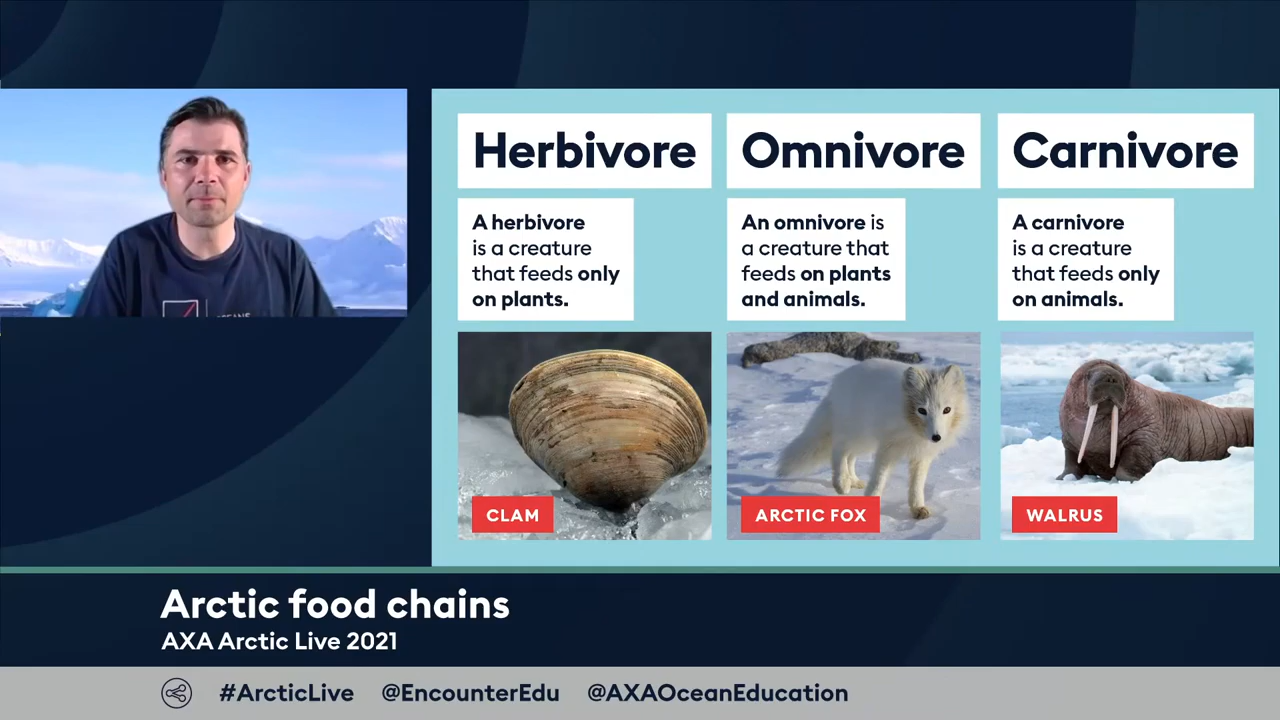 Herbivore
A herbivore
is a creature
that feeds only
on plants.
CLAM
Omnivore
An omnivore is
a creature that
feeds on plants
and animals.
ARCTIC FOX
Carnivore
A carnivore
is a creature
that feeds only
on animals.
WALRUS
Arctic food chains
AXA Arctic Live 2021
#ArcticLive @EncounterEdu @AXAOceanEducation